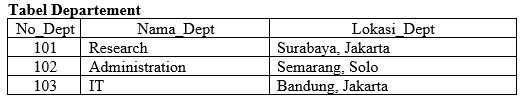 Tabel Departement
No_Dept Nama_Dept Lokasi_Dept
101 Research Surabaya, Jakarta
102 Administration Semarang, Solo
103 IT Bandung, Jakarta